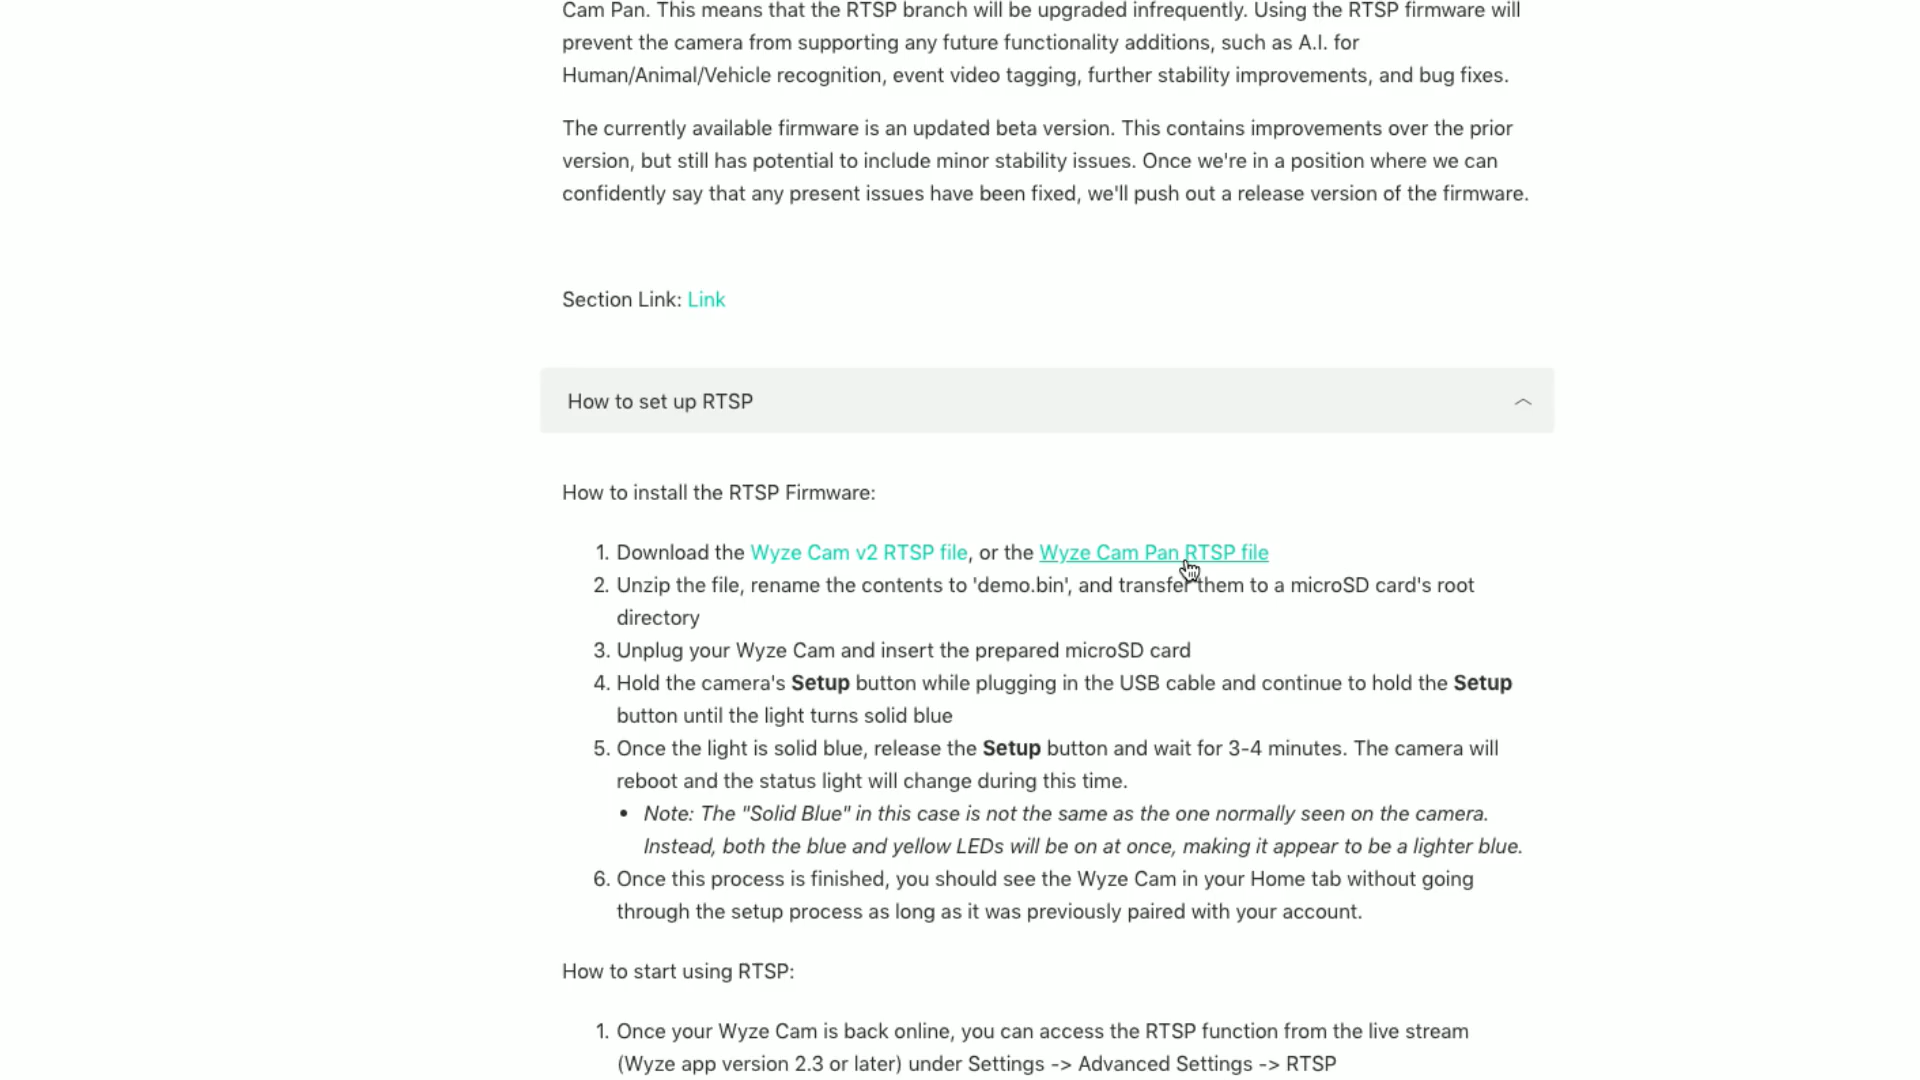 Cam Pan. This means that the RTSP branch will be upgraded infrequently. Using the RTSP firmware will
prevent the camera from supporting any future functionality additions, such as A.I. for
Human/Animal/Vehicle recognition, event video tagging, further stability improvements, and bug fixes.
The currently available firmware is an updated beta version. This contains improvements over the prior
version, but still has potential to include minor stability issues. Once we're in a position where we can
confidently say that any present issues have been fixed, we'll push out a release version of the firmware.
Section Link: Link
How to set up RTSP
How to install the RTSP Firmware:
1. Download the Wyze Cam v2 RTSP file, or the Wyze Cam Pan RTSP file
2. Unzip the file, rename the contents to 'demo.bin', and transfer them to a microSD card's root
directory
3. Unplug your Wyze Cam and insert the prepared microSD card
4. Hold the camera's Setup button while plugging in the USB cable and continue to hold the Setup
button until the light turns solid blue
5. Once the light is solid blue, release the Setup button and wait for 3-4 minutes. The camera will
reboot and the status light will change during this time.
• Note: The "Solid Blue" in this case is not the same as the one normally seen on the camera.
Instead, both the blue and yellow LEDs will be on at once, making it appear to be a lighter blue.
6. Once this process is finished, you should see the Wyze Cam in your Home tab without going
through the setup process as long as it was previously paired with your account.
How to start using RTSP:
1. Once your Wyze Cam is back online, you can access the RTSP function from the live stream
(Wyze app version 2.3 or later) under Settings -> Advanced Settings -> RTSP